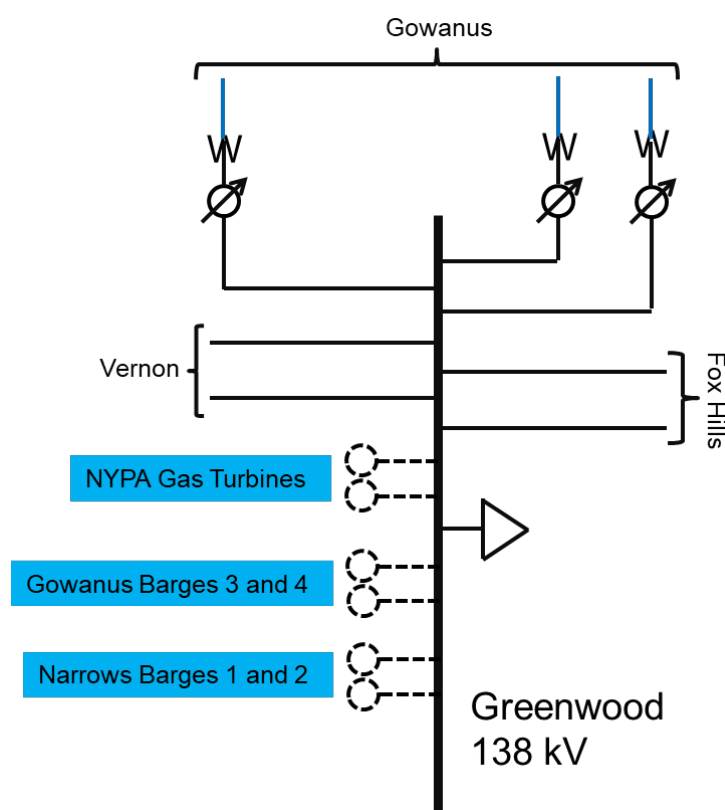 Gowanus
Vernon
Fox Hills
NYPA Gas Turbines
Gowanus Barges 3 and 4
Narrows Barges 1 and 2
Greenwood
138 kV